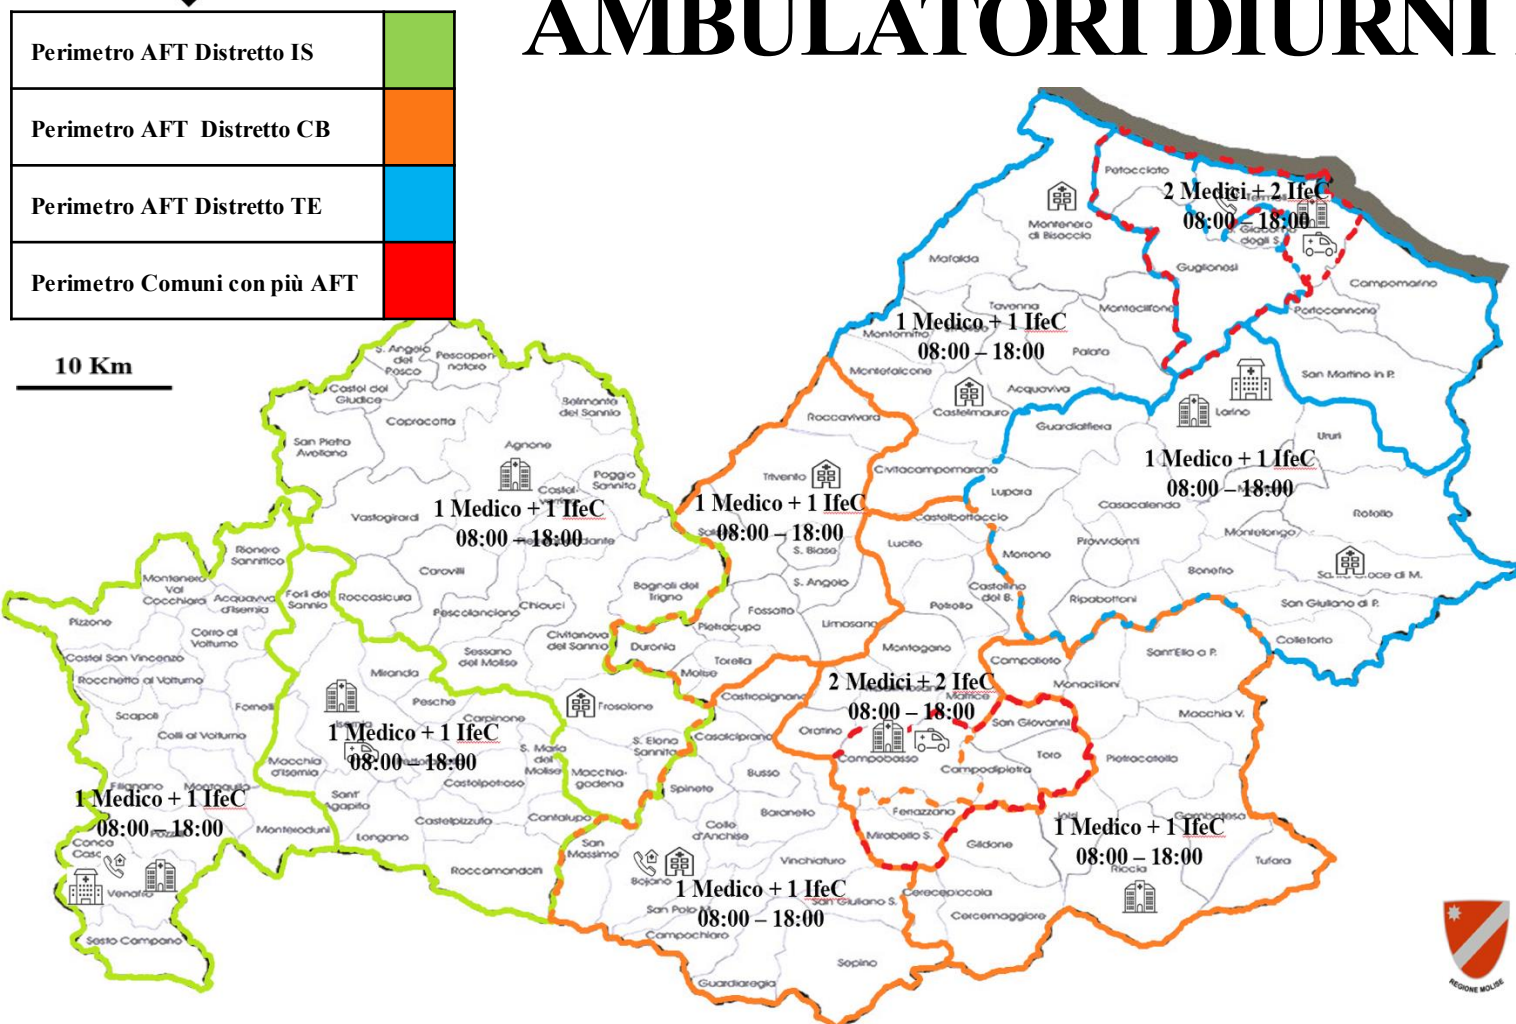 AMBULATORI DIURNI
Perimetro AFT Distretto IS
Perimetro AFT Distretto CB
Perimetro AFT Distretto TE
Perimetro Comuni con più AFT
10 Km
Petacciato
2 Medici + 2 IfeC
08:00 – 18:00
degli S.
Montenero
di Bisaccia
Guglionesi
Mafalda
Campomarino
Tavenna
Montecilfone
Portocannone
1 Medico + 1 IfeC
08:00 – 18:00
Montemitro
Palata
Montefalcone
S. Angelo
del
Pesco
Pescopen-
nataro
San Martino in P.
Acquaviva
Castelmauro
Castel del
Giudice
Belmonte
del Sannio
Capracotta
Roccavivara
Larino
Guardialfiera
Ururi
San Pietro
Avellana
Agnone
1 Medico + 1 IfeC
08:00 – 18:00
Trivento
Civitacampomarano
Poggio
Sannita
Castel-
Lupara
1 Medico + 1 IfeC
08:00 – 18:00
1 Medico + 1 IfeC
08:00 – 18:00
Vastogirardi
Casacalenda
Rotello
Castelbottaccio
Montelongo
Lucito
S. Biase
Provvidenti
Morrone
Rionero
Sannitico
Carovilli
Bonefro
Montenero
Val
Cocchiara
S. Angelo
Bagnoli del
Trigno
Castellino
del B.
Acquaviva
d'Isernia
Forlì del
Sannio
Roccasicura
Ripabottoni
San Giuliano di P.
Pescolanciano
Chiauci
Fossalto
Petrella
Limosano
Pizzone
Cerro al
Volturno
Pietracupa
Colletorto
Civitanova
del Sannio
Duronia
Montagano
Sant'Elia a P.
Castel San Vincenzo
Sessano
del Molise
Torella
Campolieto
Miranda
Molise
Rocchetta al Volturno
Monacilioni
2 Medici + 2 IfeC
08:00 – 18:00
Castropignano
Pesche
Fornelli
Frosolone
Scapoli
Carpinone
Macchia V.
San Giovanni
Oratino
Colli al Volturno
1 Medico + 1 IfeC
08:00 – 18:00
Casalciprano
S. Elena
Sannita
S. Maria
del
Molise
Toro
Campobasso
Pietracatella
Macchia
d'Isernia
Campodipietra
Busso
Macchia-
godena
Castelpetroso
Filignano
Montaquila
Spinete
1 Medico + 1 IfeC
08:00 – 18:00
Sant'
Agapito
Baranello
Ferrazzano
Castelpizzuto
Cantalupo
Colle
d'Anchise
Jelsi
Gambatesa
Monteroduni
Longano
Mirabello S.
1 Medico + 1 IfeC
08:00 – 18:00
San
Massimo
Gildone
Conca
Vinchiaturo
Tufara
Roccamandolfi
Riccia
Bojano
Venafro
1 Medico + 1 IfeC
08:00 – 18:00
Cercepiccola
San Giuliano S.
San Polo M.
Cercemaggiore
Campochiaro
Sesto Campano
Sepino
Guardiaregia
REGIONE MOLISE